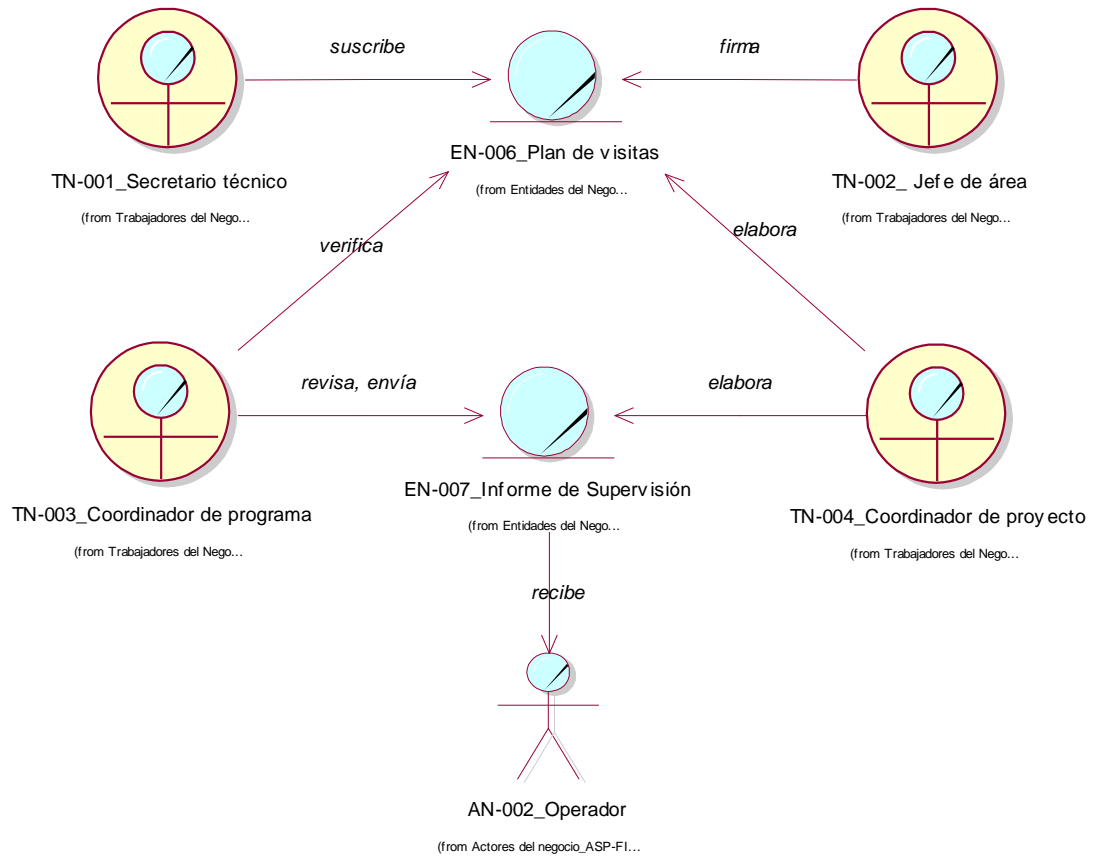 suscribe
firma
TN-001_Secretario técnico
(from Trabajadores del Nego...
EN-006_Plan de visitas
(from Entidades del Nego...
TN-002_ Jefe de área
(from Trabajadores del Nego...
verifica
elabora
revisa, envía
elabora
TN-003_Coordinador de programa
(from Trabajadores del Nego...
EN-007_Informe de Supervisión
(from Entidades del Nego...
TN-004_Coordinador de proyecto
(from Trabajadores del Nego...
recibe
AN-002_Operador
(from Actores del negocio_ASP-FI...